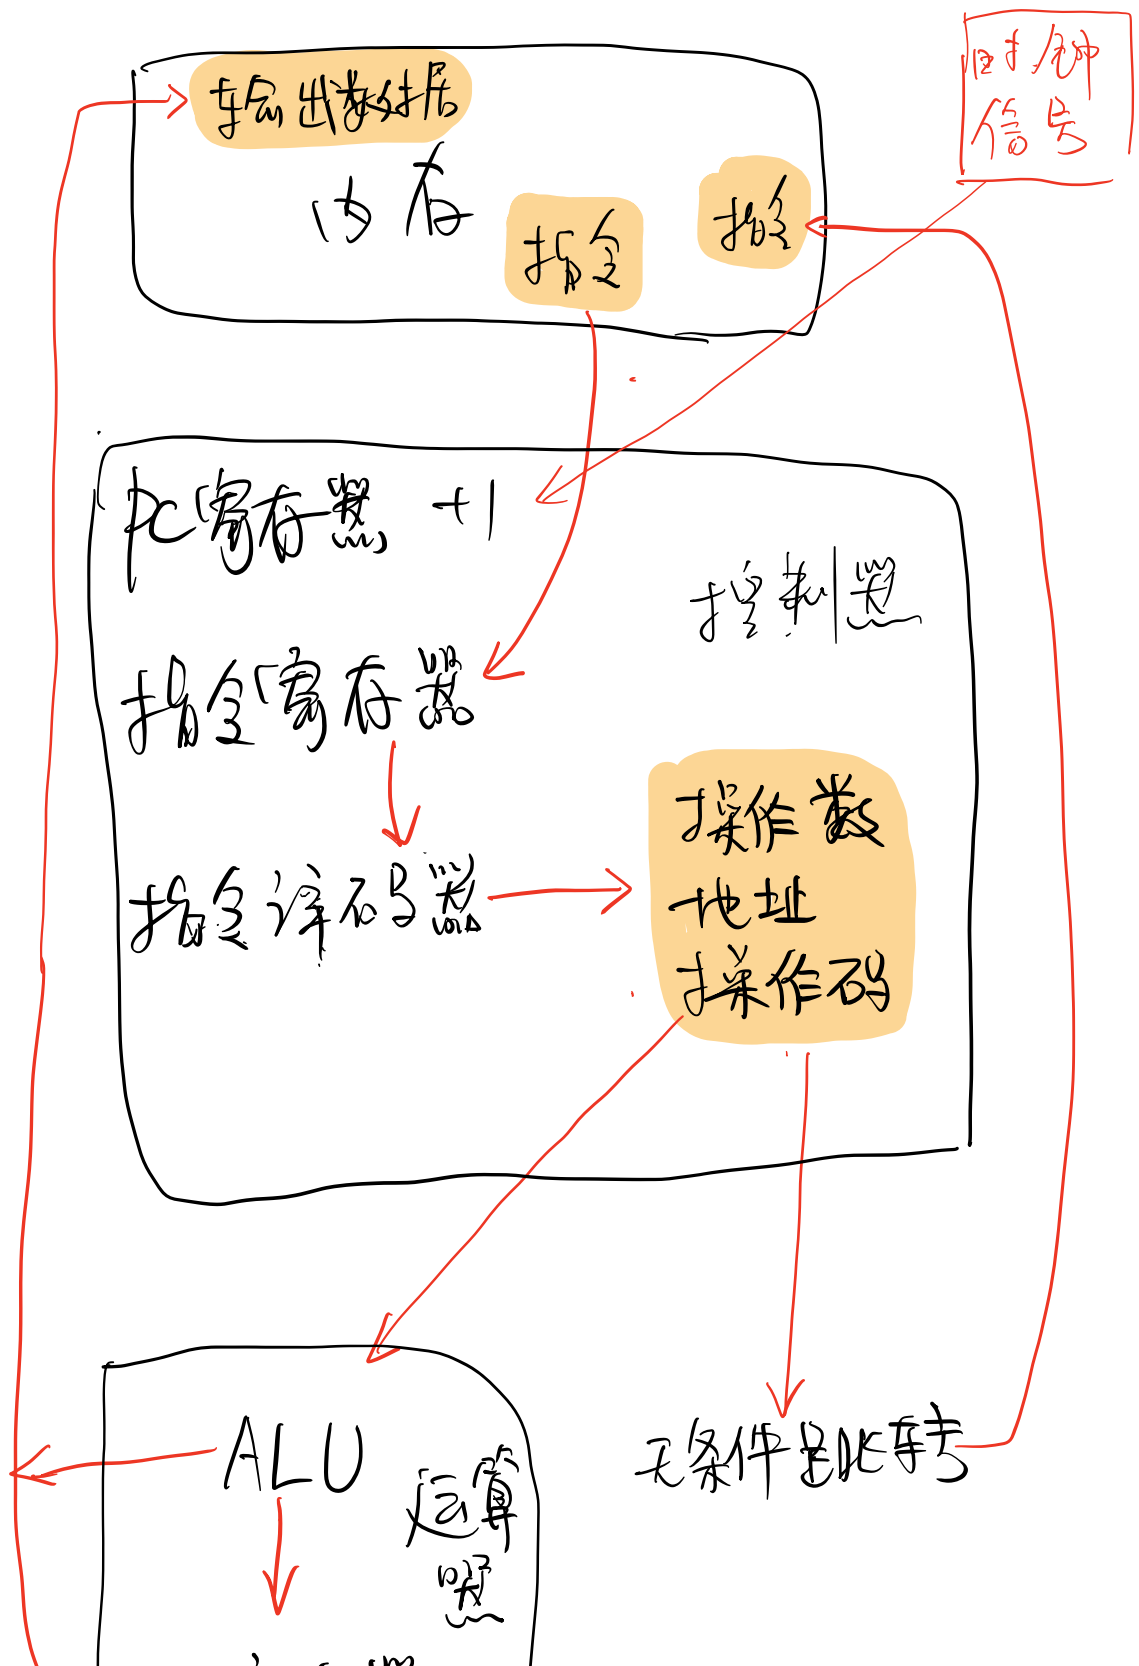 时钟
信号
输出数据
内存
指令
指令
PC寄存器 +1
控制器
指令寄存器
操作数
地址
操作码
指令译码器
ALU
运算
器
无条件跳转